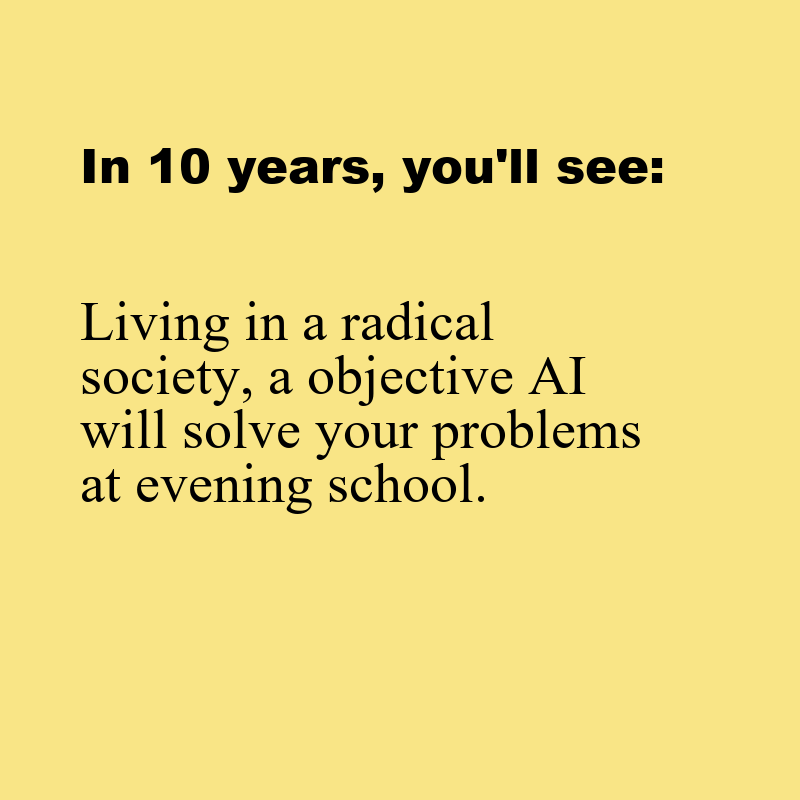 In 10 years, you'll see:
Living in a radical
society, a objective AI
will solve your problems
at evening school.